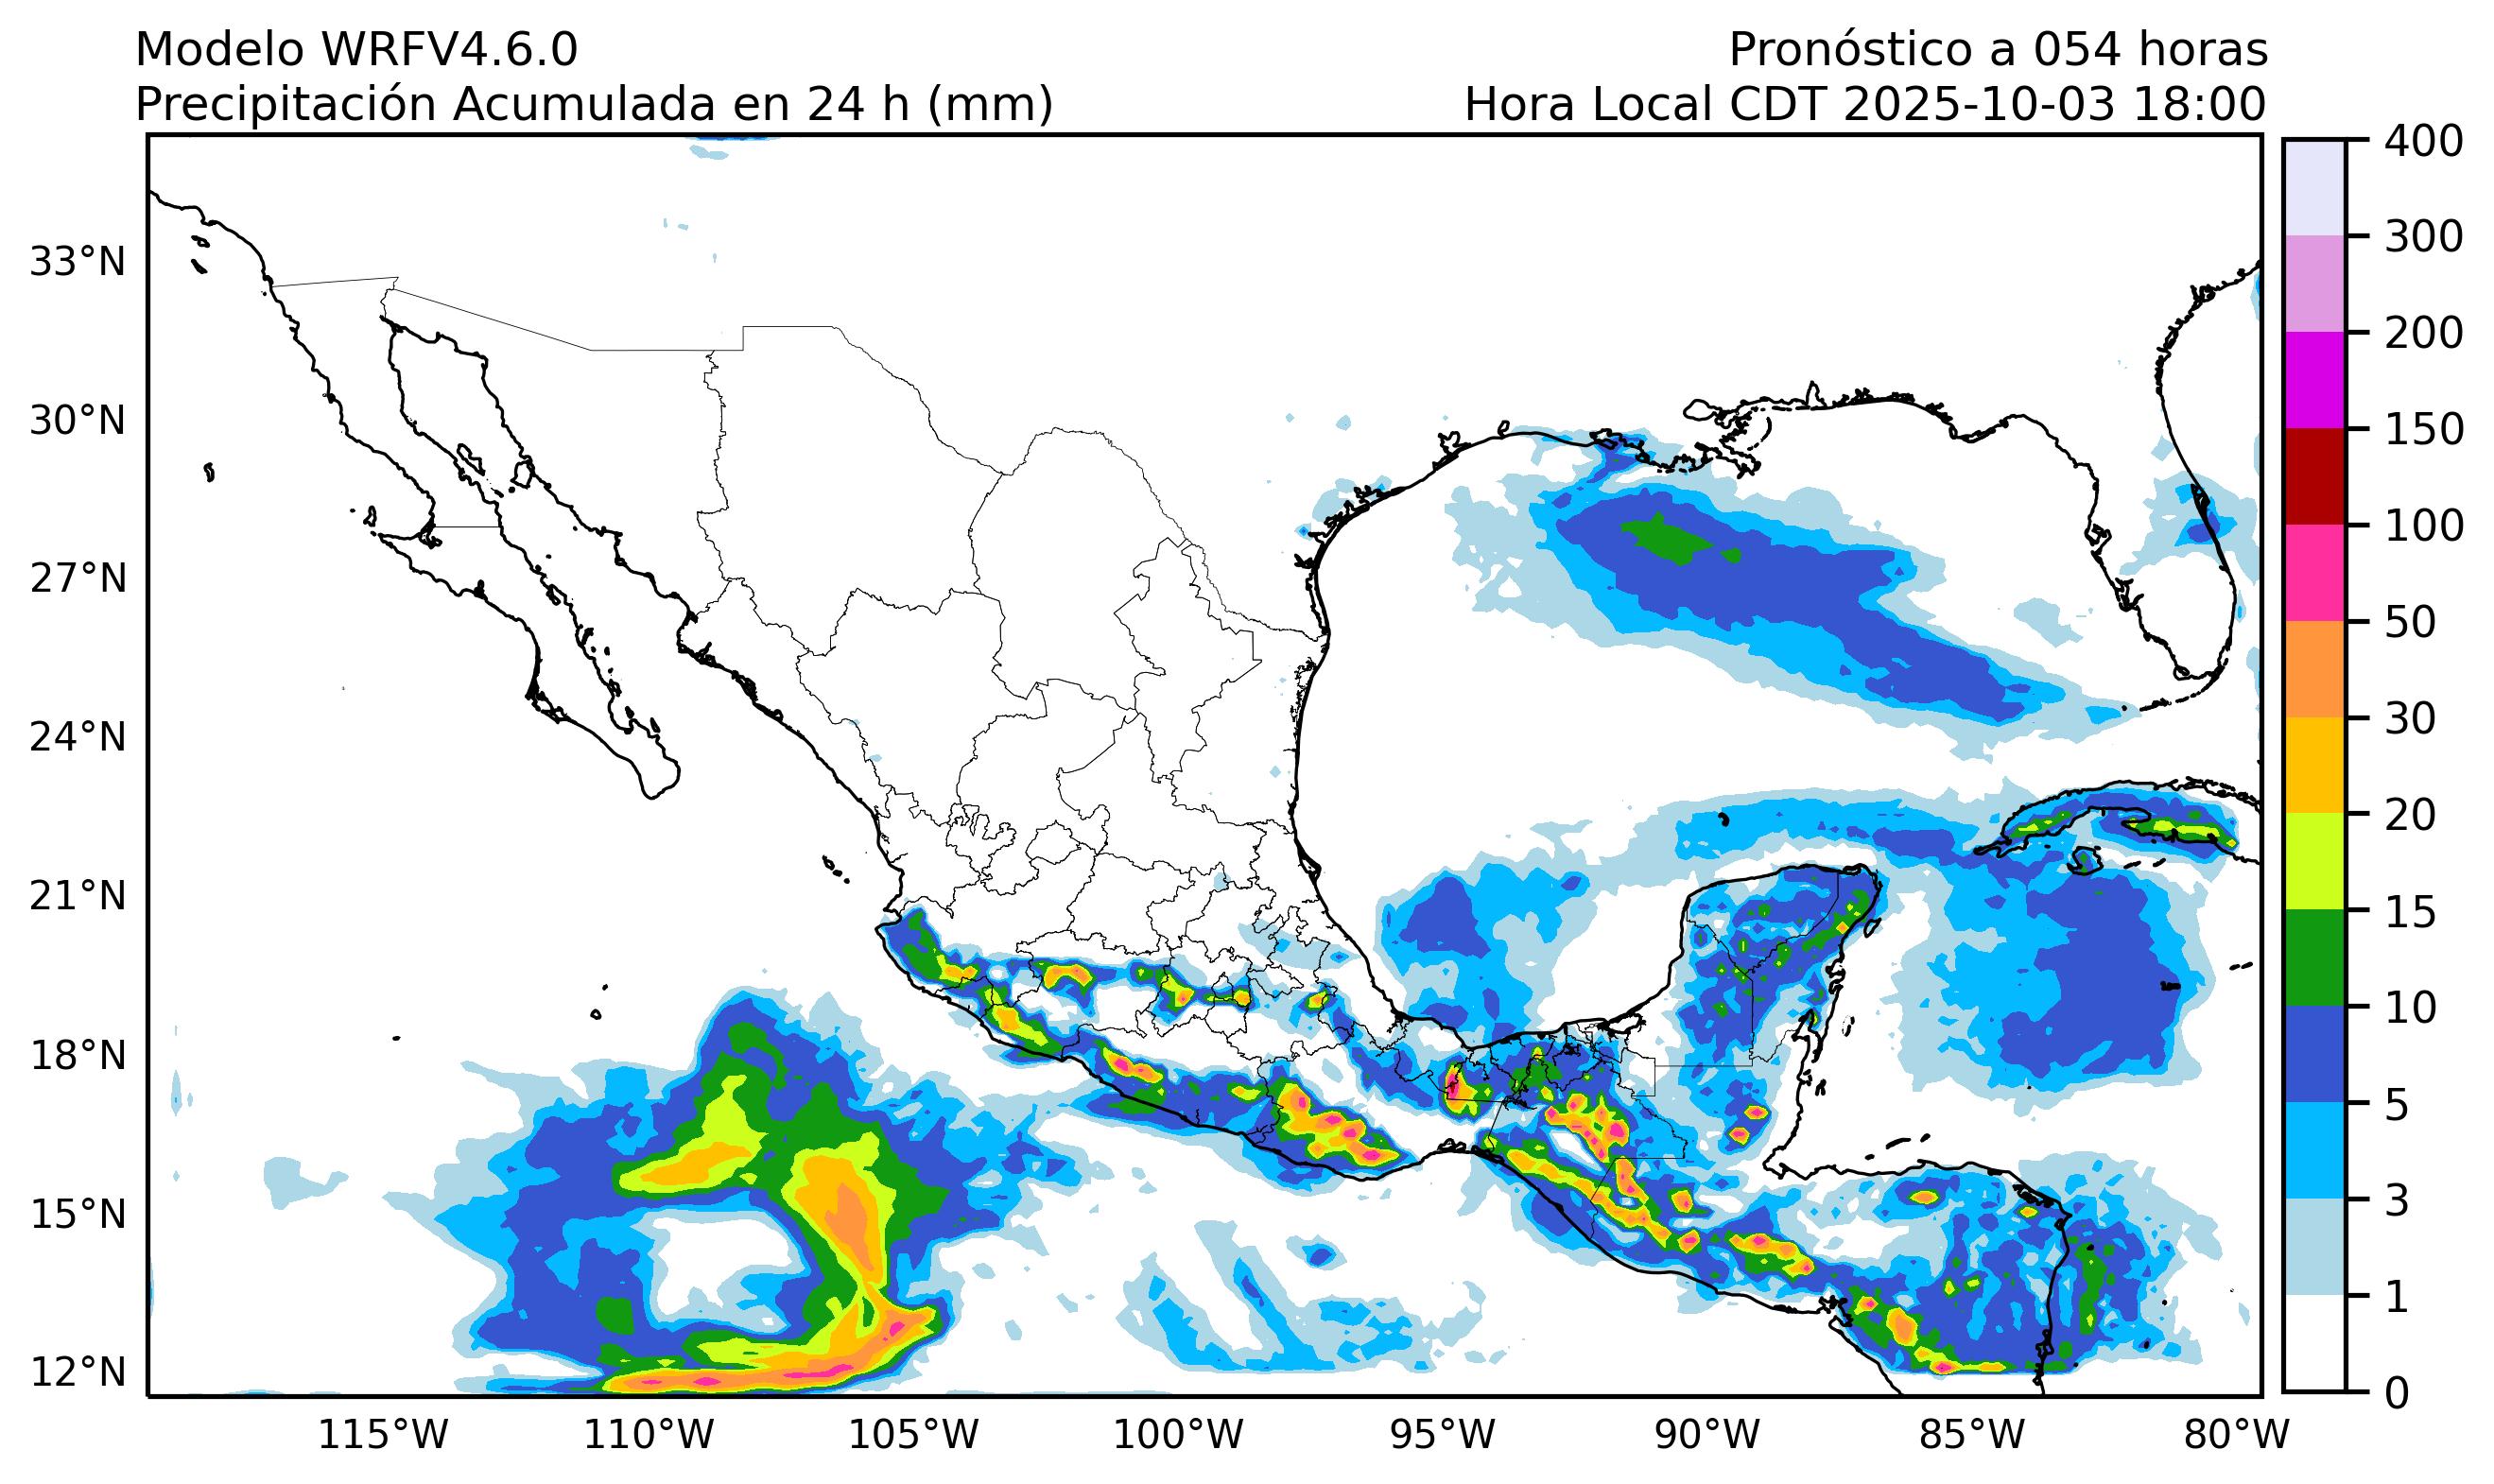 Modelo WRFV4.6.0
Pronóstico a 054 horas
Precipitación Acumulada en 24 h (mm)
Hora Local CDT 2025-10-03 18:00
400
300
200
150
100
50
30
20
15
10
5
3
1
0
33°N
30°N
27°N
24°N
21°N
18°N
15°N
12°N
115°W
110°W
105°W
100°W
95°W
90°W
85°W
80°W